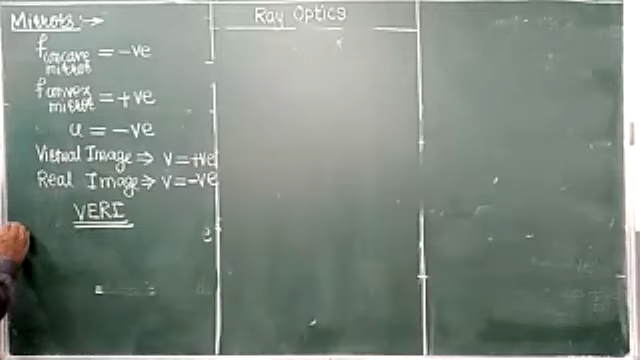 Ray Optics
Mirrors :→
f concave mirror = -ve
f convex mirror = +ve
u = -ve
Virtual Image ⇒ v = +ve
Real Image ⇒ v = -ve
VERI